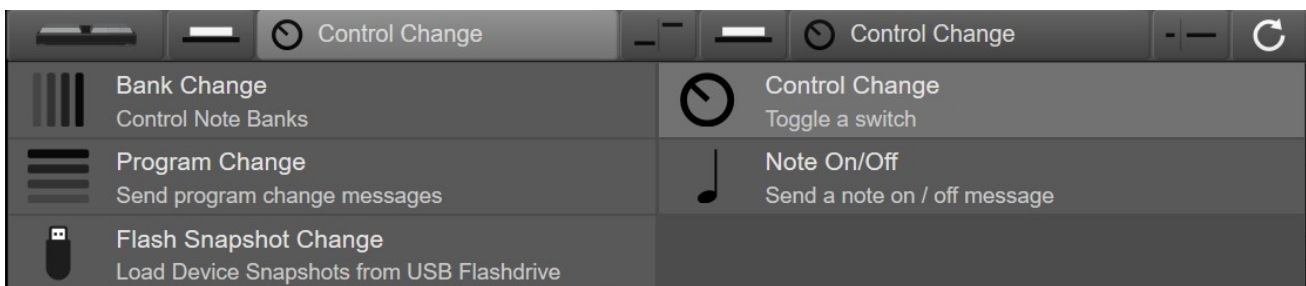 Control Change
Control Change
Bank Change
Control Note Banks
Control Change
Toggle a switch
Program Change
Send program change messages
Note On/Off
Send a note on / off message
Flash Snapshot Change
Load Device Snapshots from USB Flashdrive